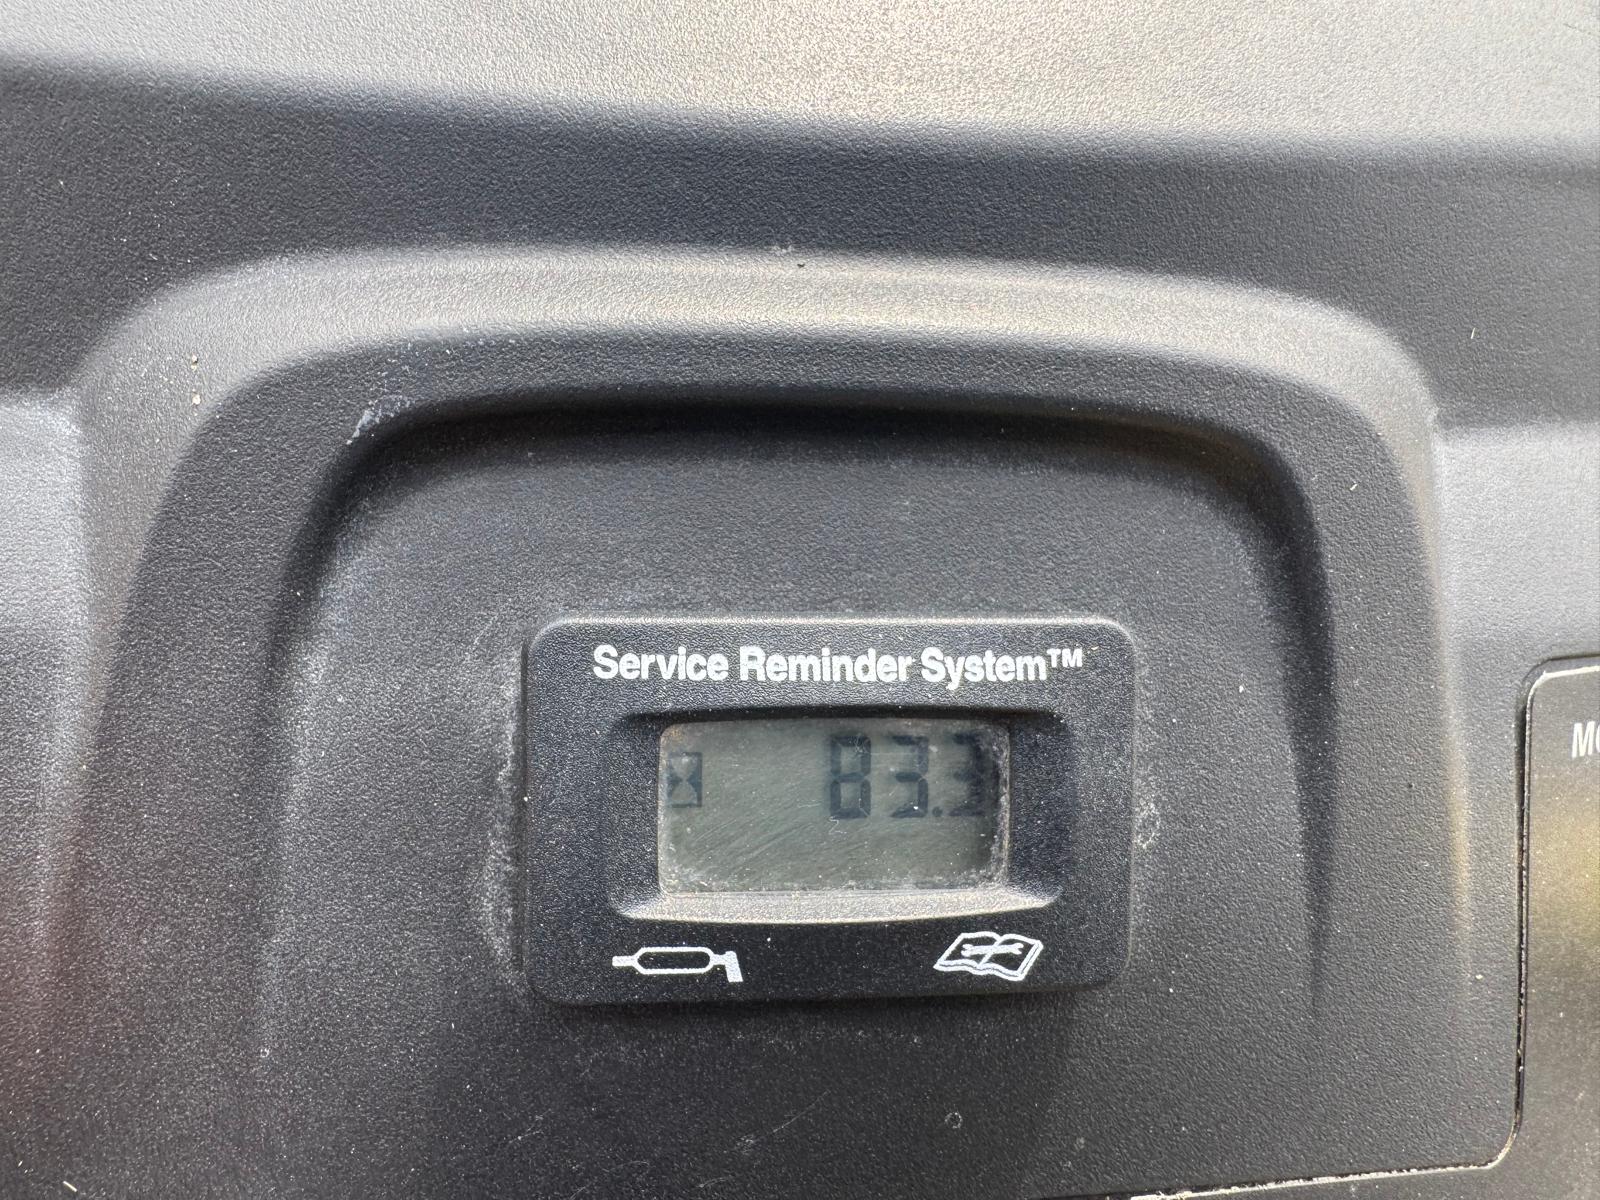 Service Reminder System™
83.3